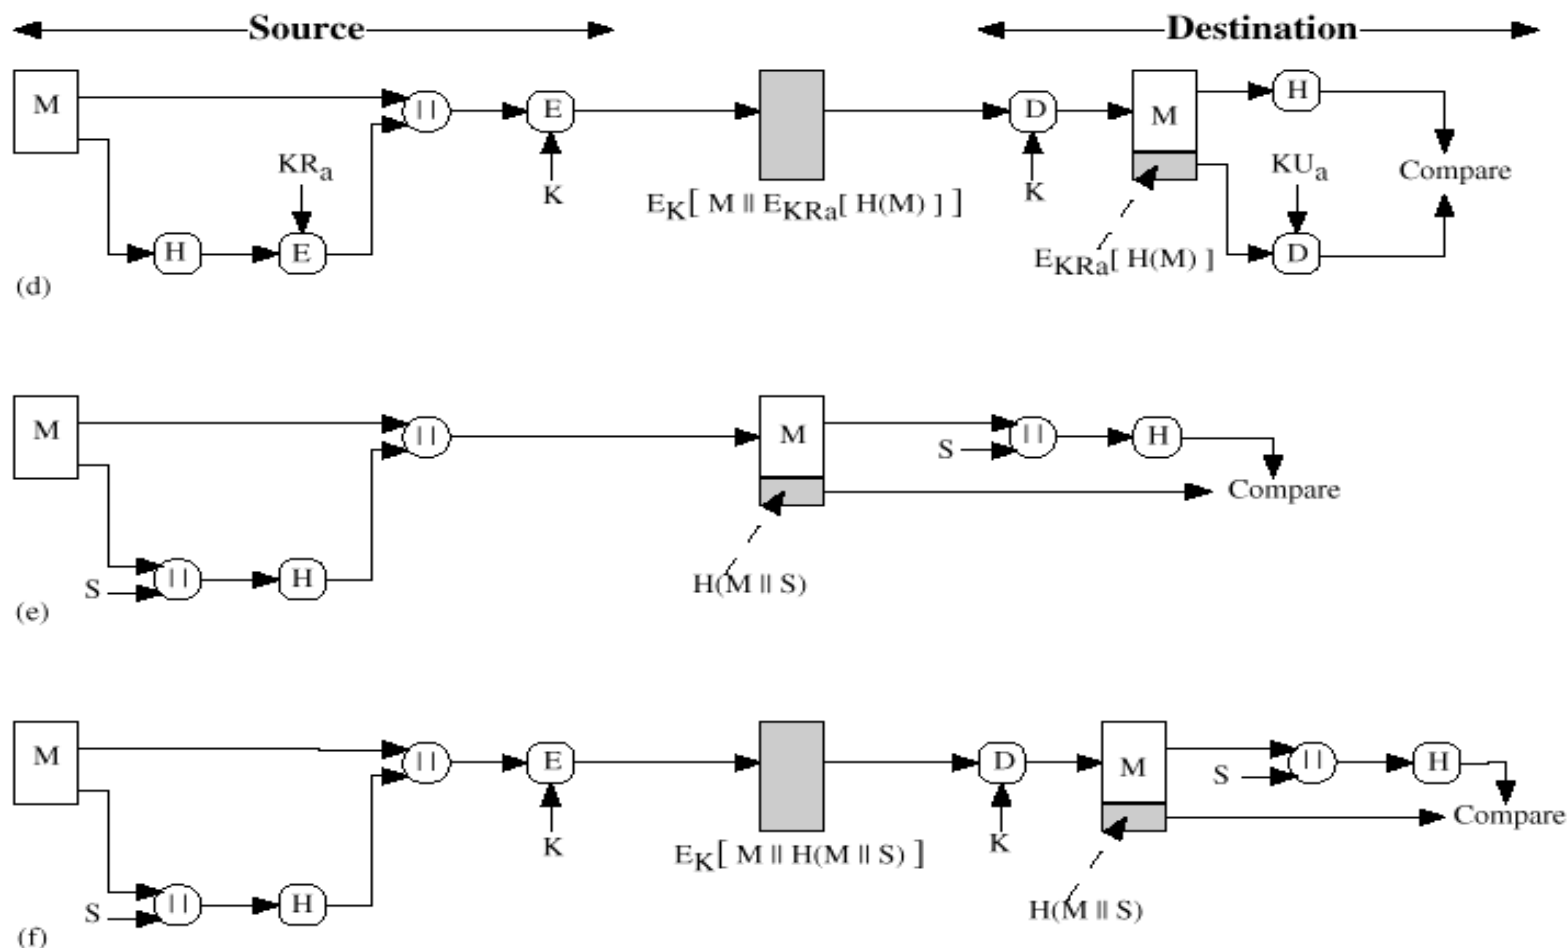 Source Destination
M || E D M H
KRa KUa Compare
K EK[ M || EKRa[ H(M) ] ] K
H E EKRa[ H(M) ] D
(d)
M || M S || H
Compare
S || H H(M || S)
(e)
M || E D M S || H
Compare
K EK[ M || H(M || S) ] K
S || H H(M || S)
(f)